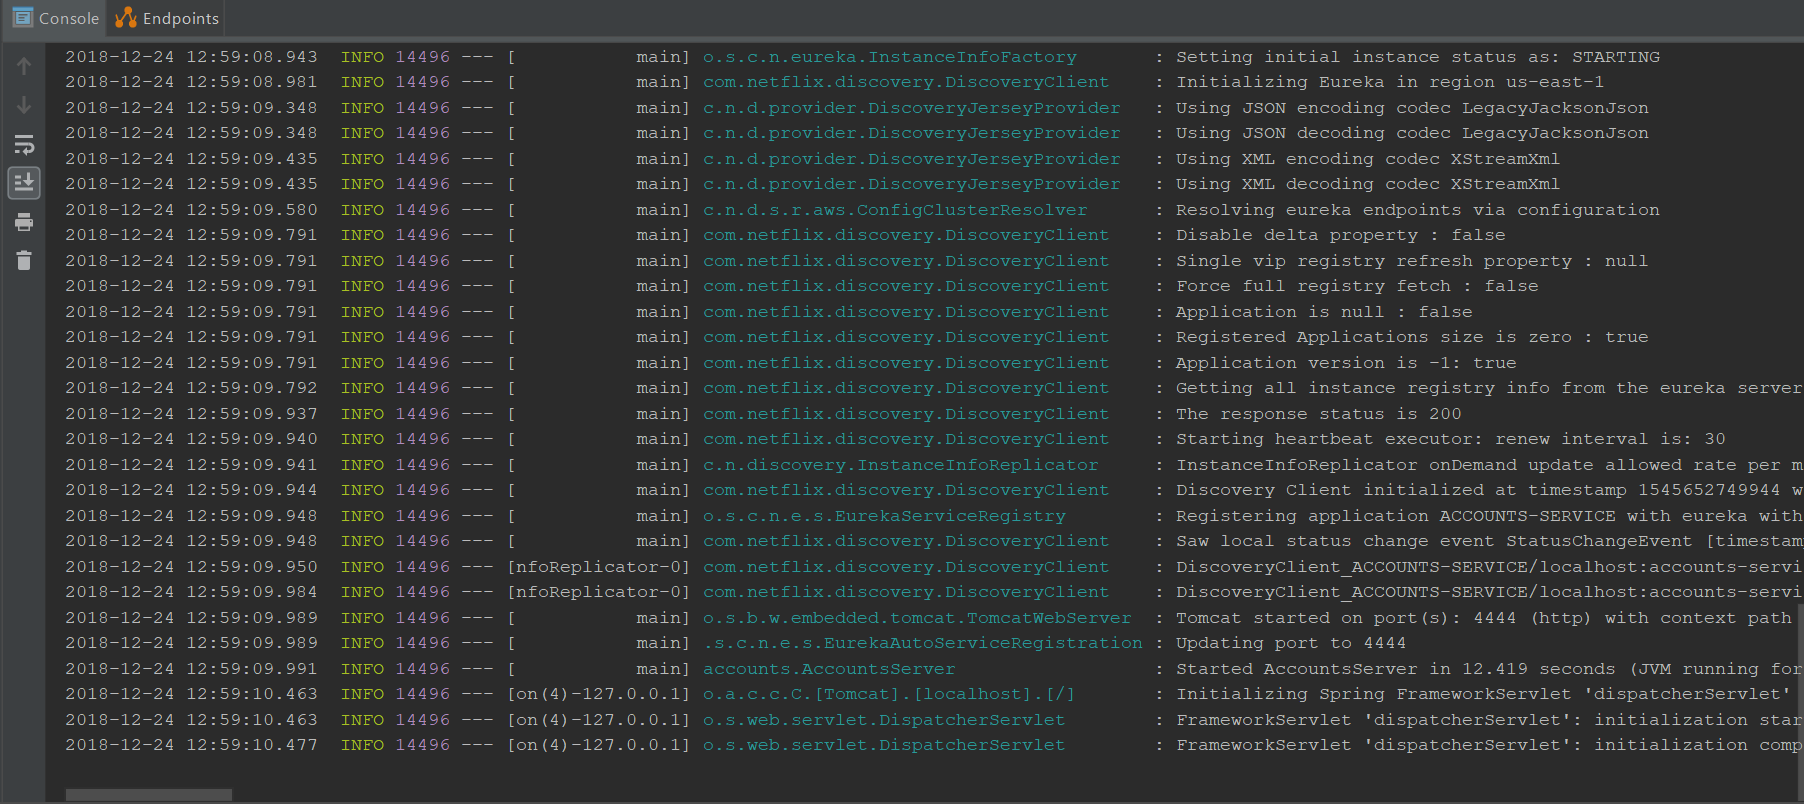 Console Endpoints
2018-12-24 12:59:08.943  INFO 14496 --- [           main] o.s.c.n.eureka.InstanceInfoFactory       : Setting initial instance status as: STARTING
2018-12-24 12:59:08.981  INFO 14496 --- [           main] com.netflix.discovery.DiscoveryClient    : Initializing Eureka in region us-east-1
2018-12-24 12:59:09.348  INFO 14496 --- [           main] c.n.d.provider.DiscoveryJerseyProvider   : Using JSON encoding codec LegacyJacksonJson
2018-12-24 12:59:09.348  INFO 14496 --- [           main] c.n.d.provider.DiscoveryJerseyProvider   : Using JSON decoding codec LegacyJacksonJson
2018-12-24 12:59:09.435  INFO 14496 --- [           main] c.n.d.provider.DiscoveryJerseyProvider   : Using XML encoding codec XStreamXml
2018-12-24 12:59:09.435  INFO 14496 --- [           main] c.n.d.provider.DiscoveryJerseyProvider   : Using XML decoding codec XStreamXml
2018-12-24 12:59:09.580  INFO 14496 --- [           main] c.n.d.s.r.aws.ConfigClusterResolver      : Resolving eureka endpoints via configuration
2018-12-24 12:59:09.791  INFO 14496 --- [           main] com.netflix.discovery.DiscoveryClient    : Disable delta property : false
2018-12-24 12:59:09.791  INFO 14496 --- [           main] com.netflix.discovery.DiscoveryClient    : Single vip registry refresh property : null
2018-12-24 12:59:09.791  INFO 14496 --- [           main] com.netflix.discovery.DiscoveryClient    : Force full registry fetch : false
2018-12-24 12:59:09.791  INFO 14496 --- [           main] com.netflix.discovery.DiscoveryClient    : Application is null : false
2018-12-24 12:59:09.791  INFO 14496 --- [           main] com.netflix.discovery.DiscoveryClient    : Registered Applications size is zero : true
2018-12-24 12:59:09.791  INFO 14496 --- [           main] com.netflix.discovery.DiscoveryClient    : Application version is -1: true
2018-12-24 12:59:09.792  INFO 14496 --- [           main] com.netflix.discovery.DiscoveryClient    : Getting all instance registry info from the eureka server
2018-12-24 12:59:09.937  INFO 14496 --- [           main] com.netflix.discovery.DiscoveryClient    : The response status is 200
2018-12-24 12:59:09.940  INFO 14496 --- [           main] com.netflix.discovery.DiscoveryClient    : Starting heartbeat executor: renew interval is: 30
2018-12-24 12:59:09.941  INFO 14496 --- [           main] c.n.discovery.InstanceInfoReplicator     : InstanceInfoReplicator onDemand update allowed rate per m
2018-12-24 12:59:09.944  INFO 14496 --- [           main] com.netflix.discovery.DiscoveryClient    : Discovery Client initialized at timestamp 1545652749944 w
2018-12-24 12:59:09.948  INFO 14496 --- [           main] o.s.c.n.e.s.EurekaServiceRegistry        : Registering application ACCOUNTS-SERVICE with eureka with
2018-12-24 12:59:09.948  INFO 14496 --- [           main] com.netflix.discovery.DiscoveryClient    : Saw local status change event StatusChangeEvent [timestamp
2018-12-24 12:59:09.950  INFO 14496 --- [nfoReplicator-0] com.netflix.discovery.DiscoveryClient    : DiscoveryClient_ACCOUNTS-SERVICE/localhost:accounts-servi
2018-12-24 12:59:09.984  INFO 14496 --- [nfoReplicator-0] com.netflix.discovery.DiscoveryClient    : DiscoveryClient_ACCOUNTS-SERVICE/localhost:accounts-servi
2018-12-24 12:59:09.989  INFO 14496 --- [           main] o.s.b.w.embedded.tomcat.TomcatWebServer  : Tomcat started on port(s): 4444 (http) with context path
2018-12-24 12:59:09.989  INFO 14496 --- [           main] .s.c.n.e.s.EurekaAutoServiceRegistration : Updating port to 4444
2018-12-24 12:59:09.991  INFO 14496 --- [           main] accounts.AccountsServer                  : Started AccountsServer in 12.419 seconds (JVM running for
2018-12-24 12:59:10.463  INFO 14496 --- [on(4)-127.0.0.1] o.a.c.c.C.[Tomcat].[localhost].[/]       : Initializing Spring FrameworkServlet 'dispatcherServlet'
2018-12-24 12:59:10.463  INFO 14496 --- [on(4)-127.0.0.1] o.s.web.servlet.DispatcherServlet        : FrameworkServlet 'dispatcherServlet': initialization star
2018-12-24 12:59:10.477  INFO 14496 --- [on(4)-127.0.0.1] o.s.web.servlet.DispatcherServlet        : FrameworkServlet 'dispatcherServlet': initialization comp